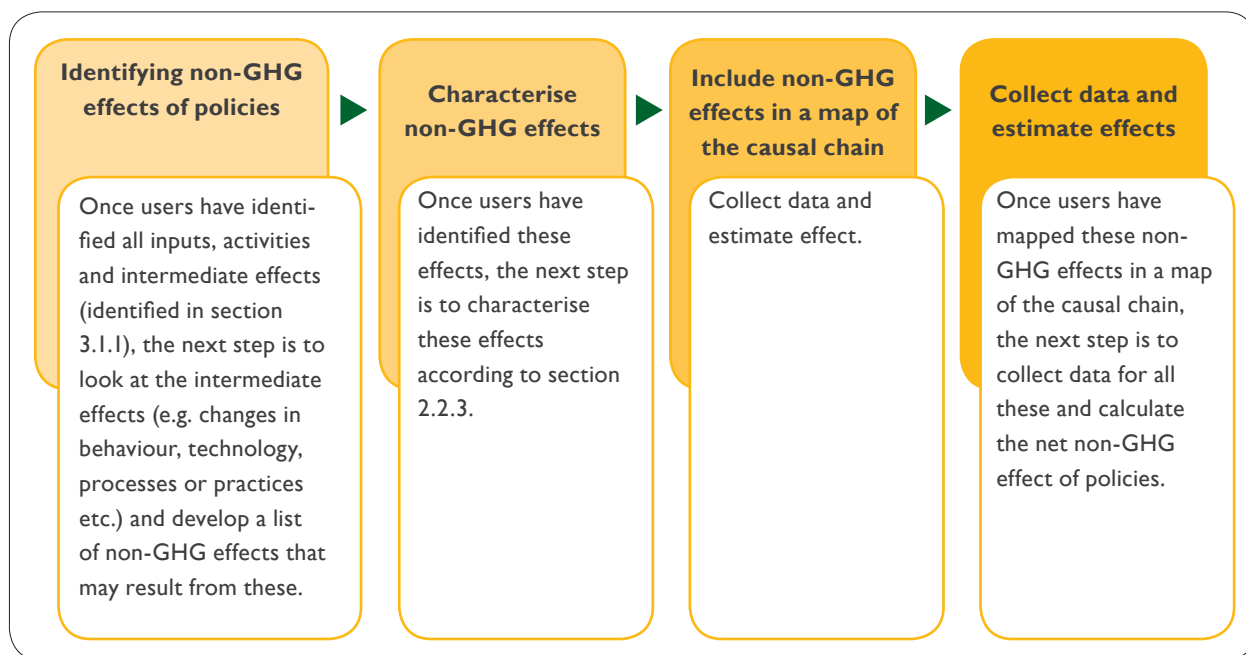 Identifying non-GHG
effects of policies
Once users have identi-
fied all inputs, activities
and intermediate effects
(identified in section
3.1.1), the next step is to
look at the intermediate
effects (e.g. changes in
behaviour, technology,
processes or practices
etc.) and develop a list
of non-GHG effects that
may result from these.
Characterise
non-GHG effects
Once users have
identified these
effects, the next step
is to characterise
these effects
according to section
2.2.3.
Include non-GHG
effects in a map of
the causal chain
Collect data and
estimate effect.
Collect data and
estimate effects
Once users have
mapped these non-
GHG effects in a map
of the causal chain,
the next step is to
collect data for all
these and calculate
the net non-GHG
effect of policies.